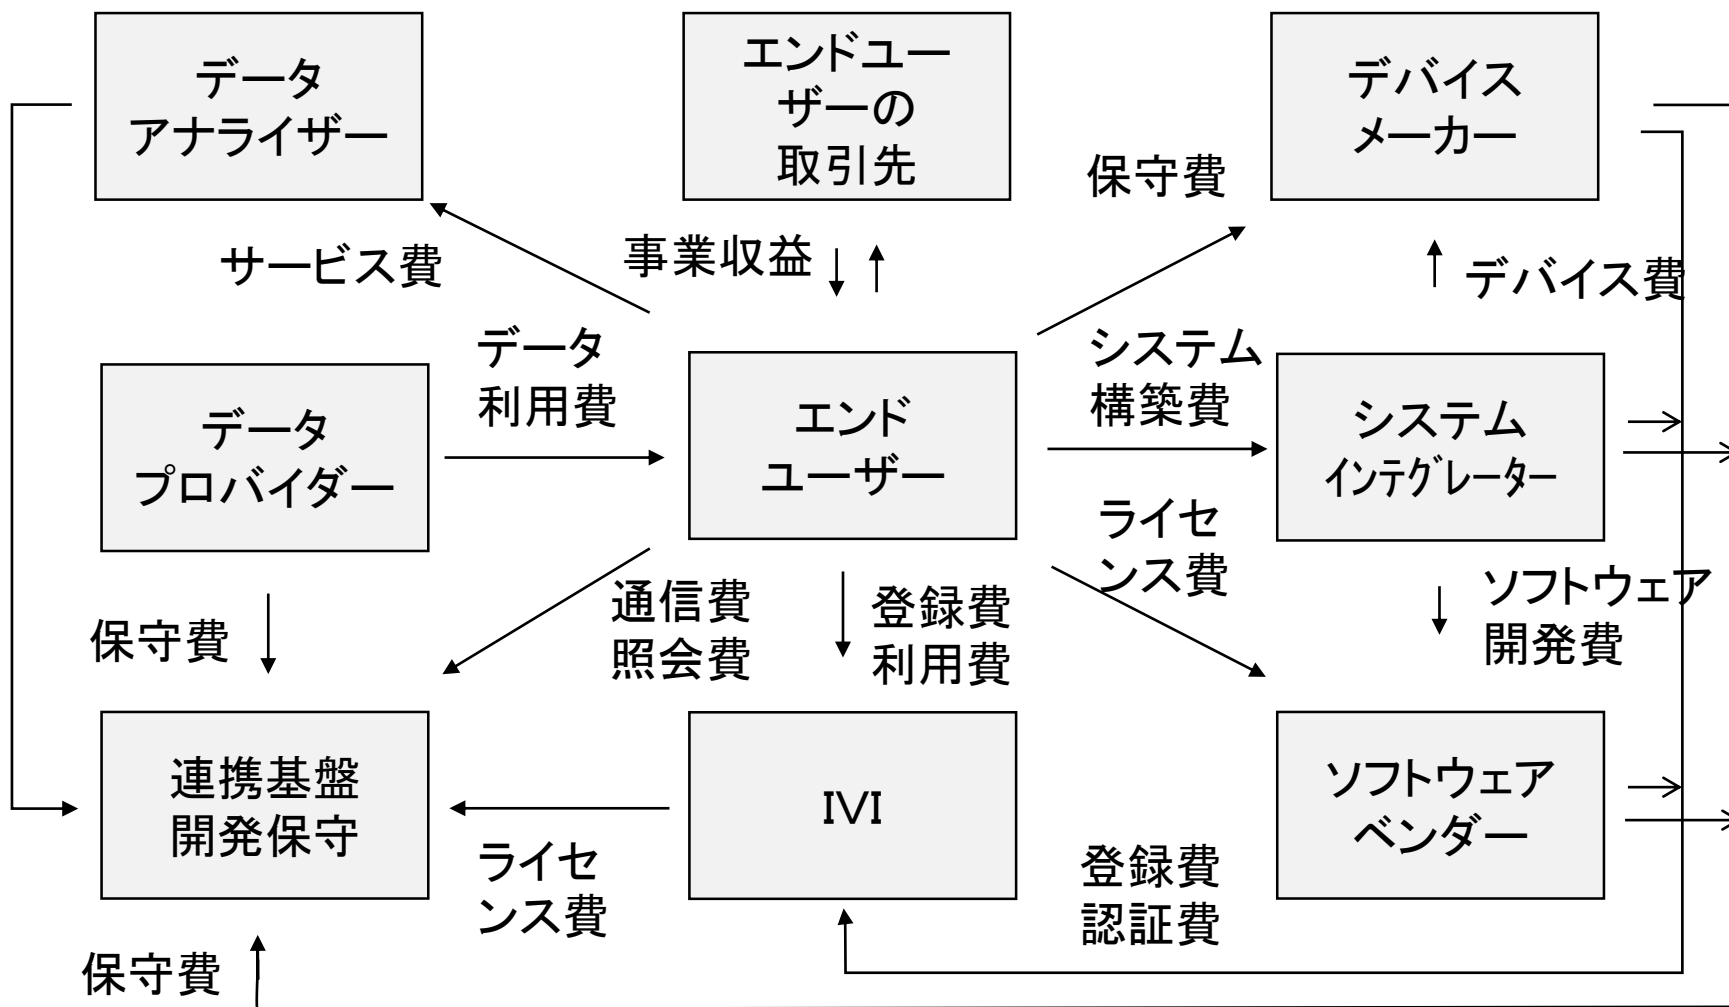 データ
アナライザー
エンドユー
ザーの
取引先
デバイス
メーカー
保守費
サービス費
事業収益
デバイス費
データ
利用費
システム
構築費
データ
プロバイダー
エンド
ユーザー
システム
インテグレーター
ライセ
ンス費
通信費
照会費
登録費
利用費
ソフトウェア
開発費
保守費
連携基盤
開発保守
IVI
ソフトウェア
ベンダー
ライセ
ンス費
登録費
認証費
保守費